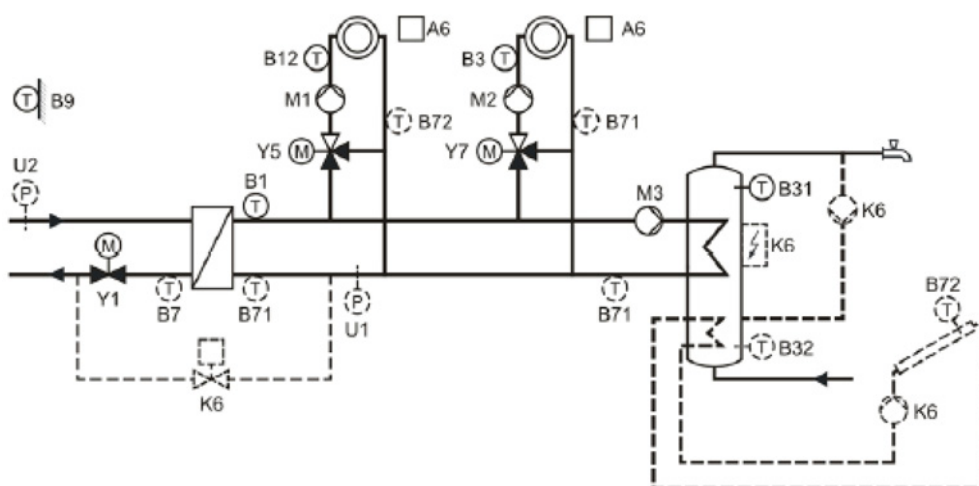 A6
A6
B12 T
B3 T
T B9
M1
M2
T B72
T B71
Y5 M
Y7 M
U2
P
B1
T
M3
T B31
K6
M
K6
Y1
T
B7
T
B71
P
U1
T
B71
B72
T
T B32
K6
K6